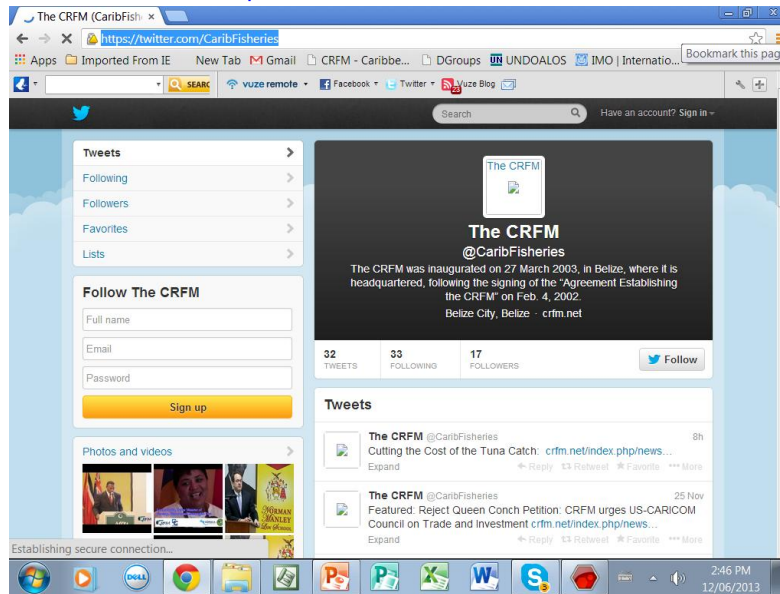 The CRFM (CaribFish
https://twitter.com/CaribFisheries
Bookmark this pag
Apps Imported From IE New Tab Gmail CRFM - Caribbe... DGroups UNDOALOS IMO | Internatio...
SEARC vuze remote Facebook Twitter 23 Vuze Blog
Search Have an account? Sign in
Tweets
Following
Followers
Favorites
Lists
Follow The CRFM
Full name
Email
Password
Sign up
Photos and videos
NORMAN
MANLEY
The CRFM
The CRFM
@CaribFisheries
The CRFM was inaugurated on 27 March 2003, in Belize, where it is
headquartered, following the signing of the "Agreement Establishing
the CRFM" on Feb. 4, 2002.
Belize City, Belize · crfm.net
32 33 17
TWEETS FOLLOWING FOLLOWERS
Follow
Tweets
The CRFM @CaribFisheries 8h
Cutting the Cost of the Tuna Catch: crfm.net/index.php/news...
Expand Reply Retweet Favorite More
The CRFM @CaribFisheries 25 Nov
Featured: Reject Queen Conch Petition: CRFM urges US-CARICOM
Council on Trade and Investment crfm.net/index.php/news...
Expand Reply Retweet Favorite More
Establishing secure connection...
DELL
2:46 PM
12/06/2013